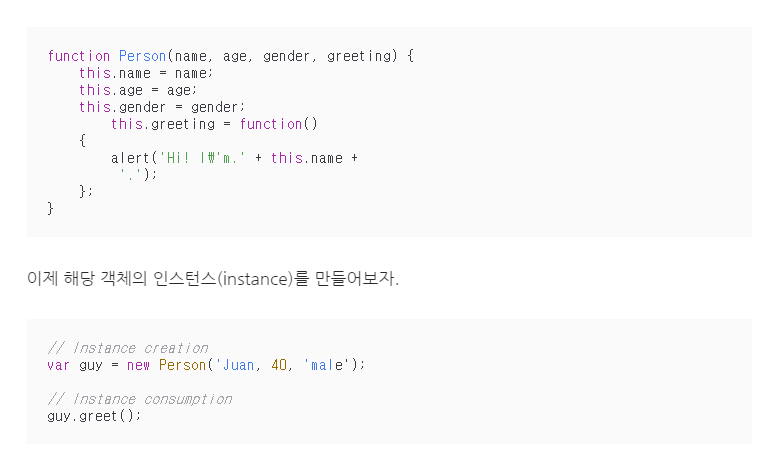 function Person(name, age, gender, greeting) {
    this.name = name;
    this.age = age;
    this.gender = gender;
        this.greeting = function()
    {
        alert('Hi! I₩'m.' + this.name +
         '.');
    };
}
이제 해당 객체의 인스턴스(instance)를 만들어보자.
// Instance creation
var guy = new Person('Juan, 40, 'male');
// Instance consumption
guy.greet();